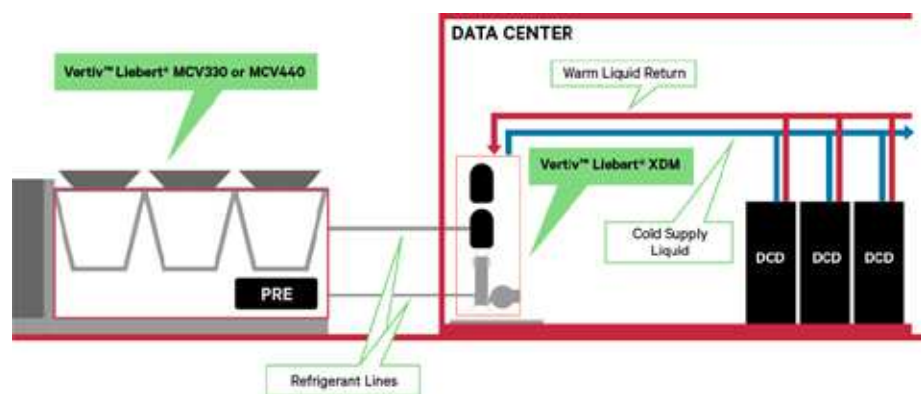 DATA CENTER
Vertiv™ Liebert® MCV330 or MCV440
Warm Liquid Return
Vertiv™ Liebert® XDM
Cold Supply
Liquid
DCD
DCD
DCD
PRE
Refrigerant Lines